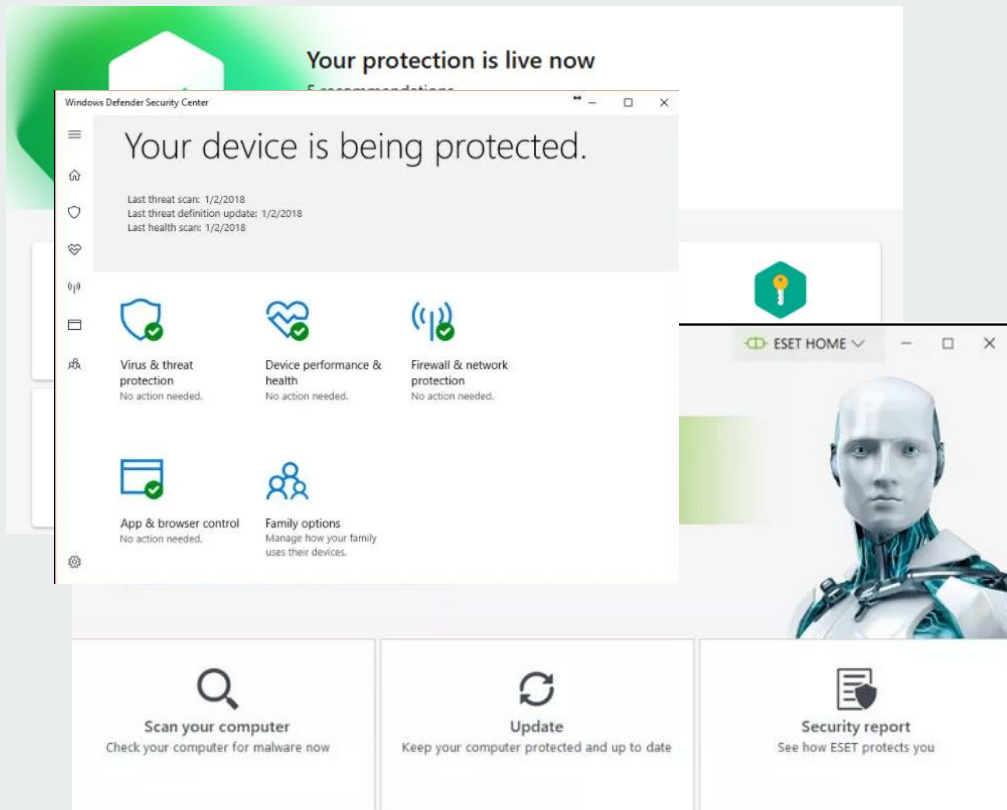 Your protection is live now
5 recommendations
Windows Defender Security Center
Your device is being protected.
Last threat scan: 1/2/2018
Last threat definition update: 1/2/2018
Last health scan: 1/2/2018
Virus & threat
protection
No action needed.
Device performance &
health
No action needed.
Firewall & network
protection
No action needed.
App & browser control
No action needed.
Family options
Manage how your family
uses their devices.
ESET HOME
Scan your computer
Check your computer for malware now
Update
Keep your computer protected and up to date
Security report
See how ESET protects you